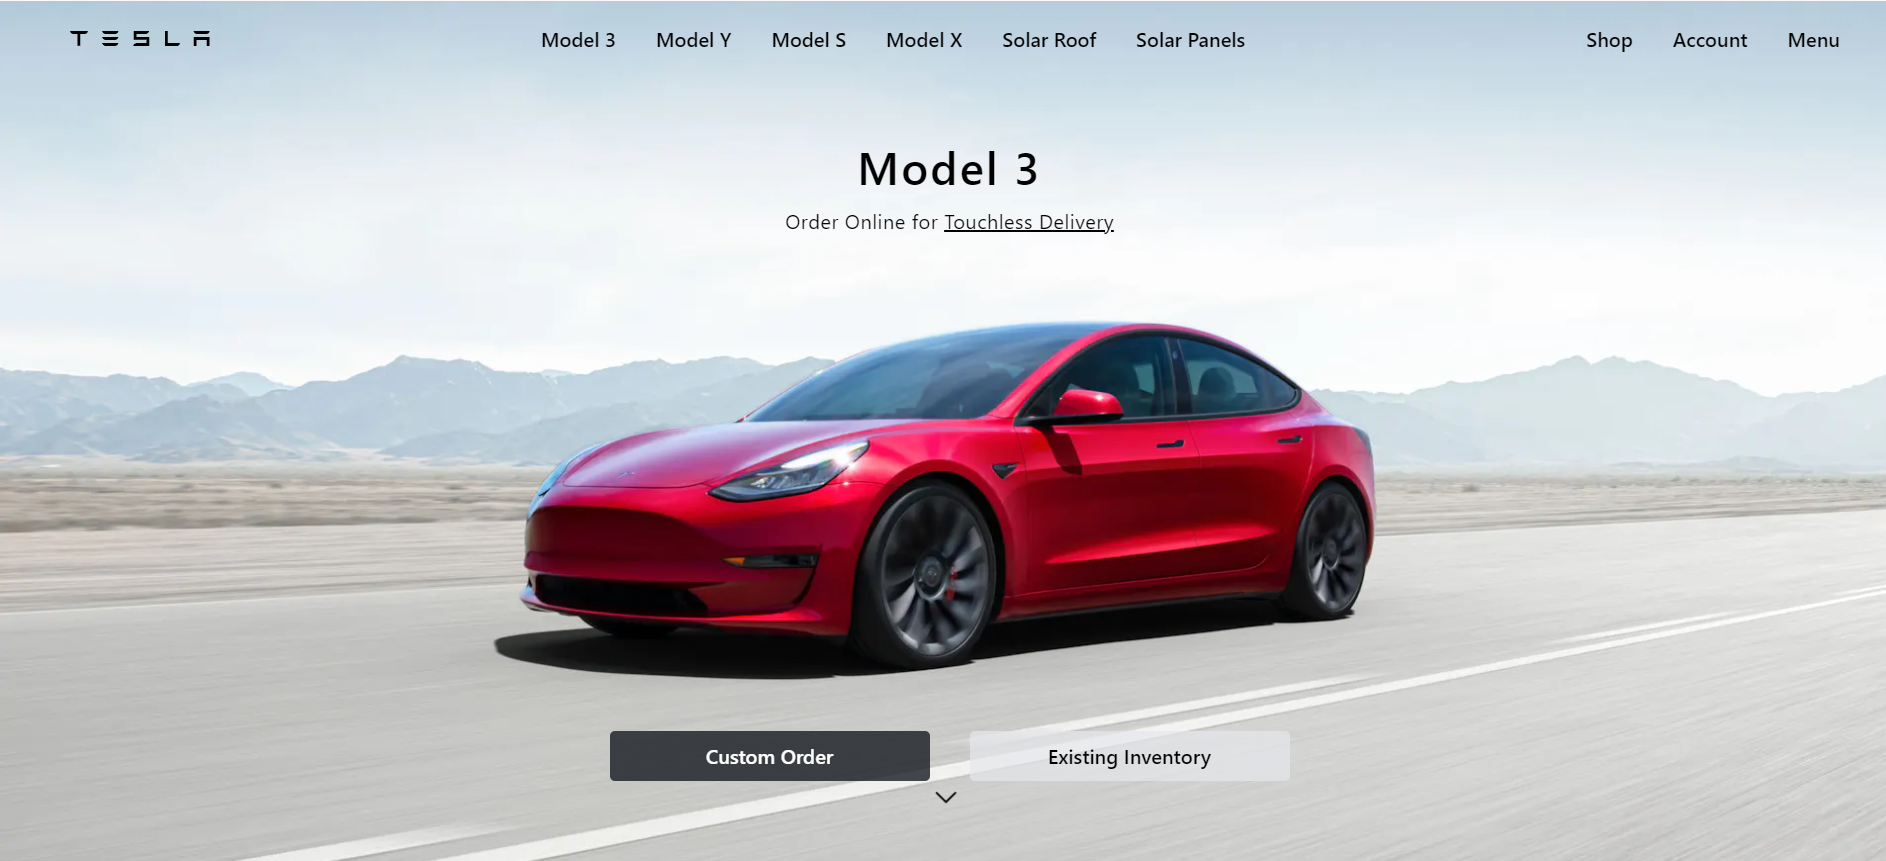 TESLA Model 3 Model Y Model S Model X Solar Roof Solar Panels Shop Account Menu
Model 3
Order Online for Touchless Delivery
Custom Order Existing Inventory